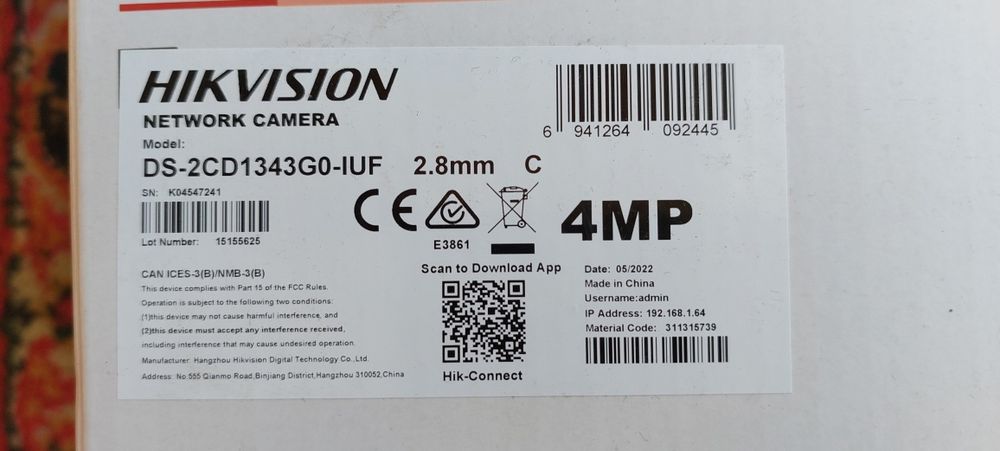 HIKVISION
NETWORK CAMERA
Model:
DS-2CD1343G0-IUF 2.8mm C
SN: K04547241
Lot Number: 15155625
6 941264 092445
E3861
4MP
CAN ICES-3(B)/NMB-3(B)
This device complies with Part 15 of the FCC Rules.
Operation is subject to the following two conditions:
(1)this device may not cause harmful interference, and
(2)this device must accept any interference received,
including interference that may cause undesired operation.
Manufacturer: Hangzhou Hikvision Digital Technology Co.,Ltd.
Address: No.555 Qianmo Road,Binjiang District,Hangzhou 310052,China
Scan to Download App
Hik-Connect
Date: 05/2022
Made in China
Username:admin
IP Address: 192.168.1.64
Material Code: 311315739